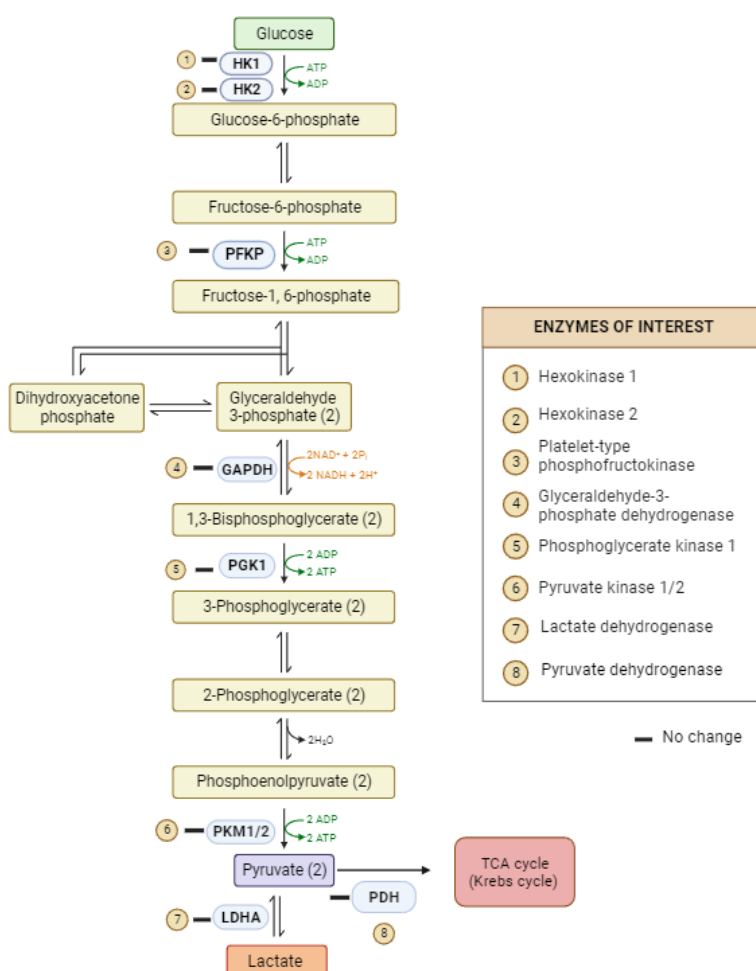 Glucose
1
HK1
ATP
2
HK2
ADP
Glucose-6-phosphate
Fructose-6-phosphate
3
PFKP
ATP
ADP
Fructose-1, 6-phosphate
Dihydroxyacetone
phosphate
Glyceraldehyde
3-phosphate (2)
4
GAPDH
2NAD⁺ + 2Pᵢ
2 NADH + 2H⁺
1,3-Bisphosphoglycerate (2)
5
PGK1
2 ADP
2 ATP
3-Phosphoglycerate (2)
2-Phosphoglycerate (2)
2H₂O
Phosphoenolpyruvate (2)
6
PKM1/2
2 ADP
2 ATP
Pyruvate (2)
TCA cycle
(Krebs cycle)
PDH
8
7
LDHA
Lactate
ENZYMES OF INTEREST
1 Hexokinase 1
2 Hexokinase 2
3 Platelet-type
phosphofructokinase
4 Glyceraldehyde-3-
phosphate dehydrogenase
5 Phosphoglycerate kinase 1
6 Pyruvate kinase 1/2
7 Lactate dehydrogenase
8 Pyruvate dehydrogenase
No change